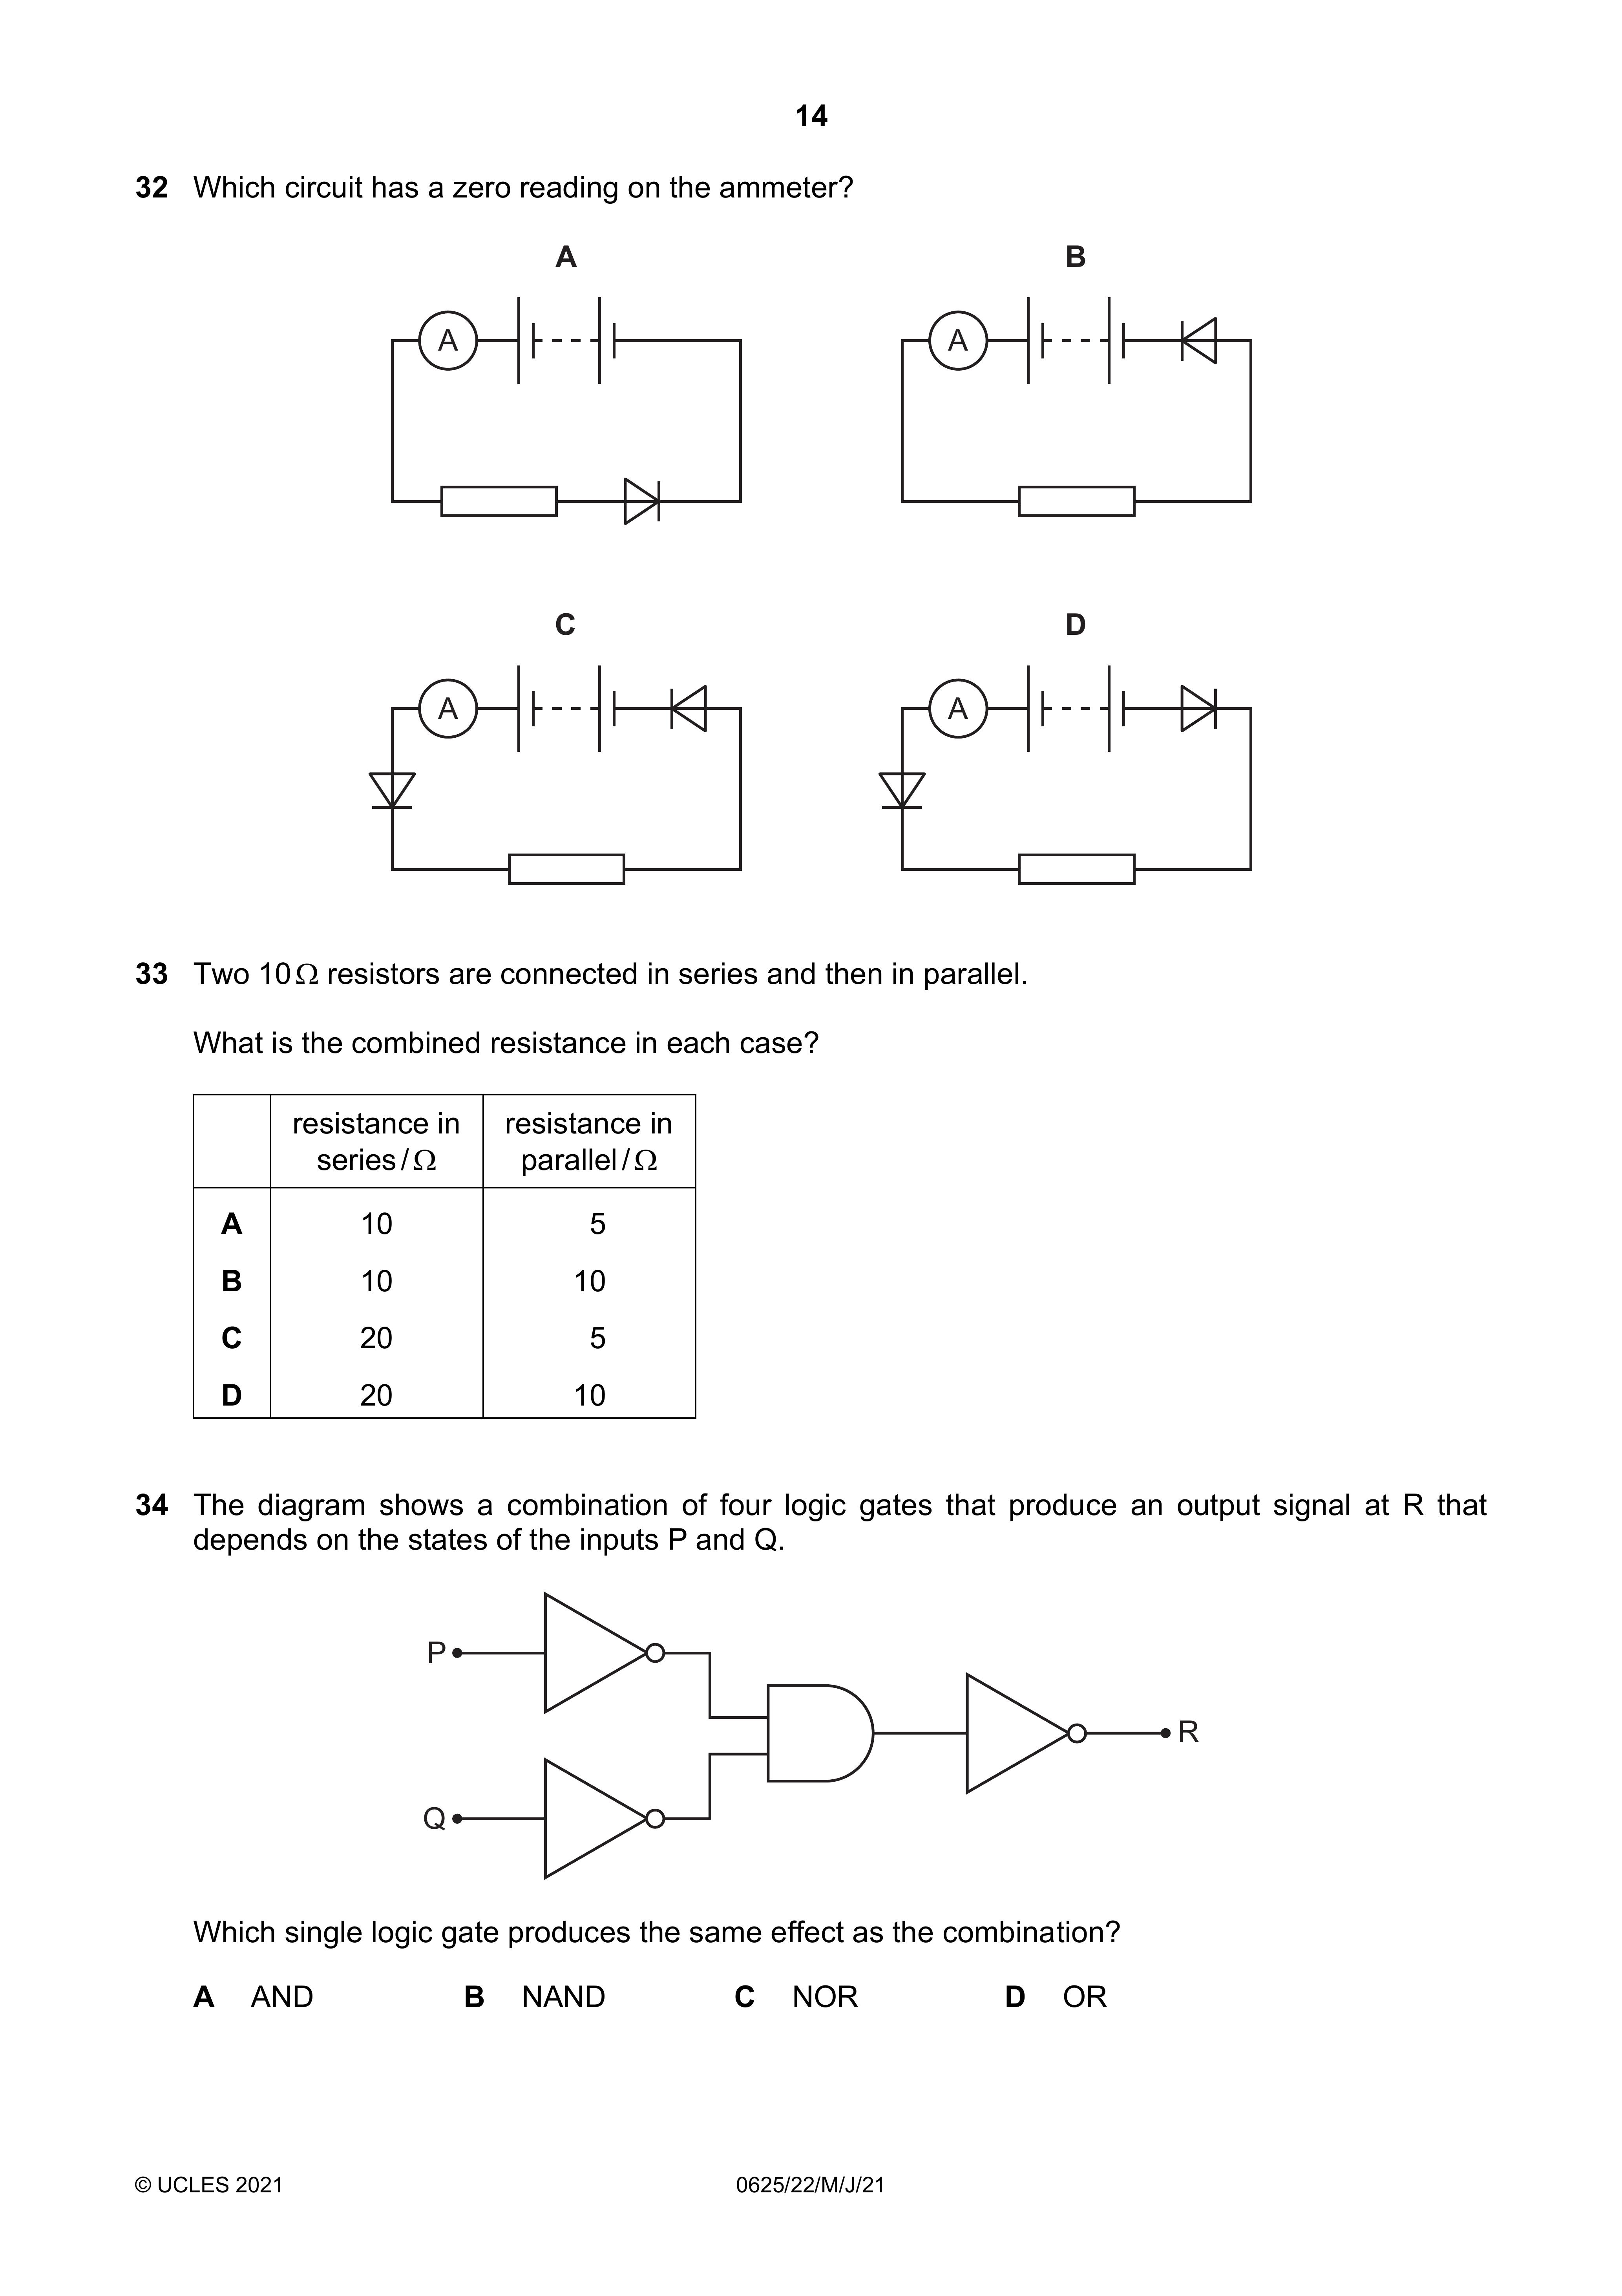 14
32 Which circuit has a zero reading on the ammeter?
A B
A A
C D
A A
33 Two 10 Ω resistors are connected in series and then in parallel.
What is the combined resistance in each case?
resistance in series / Ω resistance in parallel / Ω
A 10 5
B 10 10
C 20 5
D 20 10
34 The diagram shows a combination of four logic gates that produce an output signal at R that
depends on the states of the inputs P and Q.
P
R
Q
Which single logic gate produces the same effect as the combination?
A AND B NAND C NOR D OR
© UCLES 2021 0625/22/M/J/21